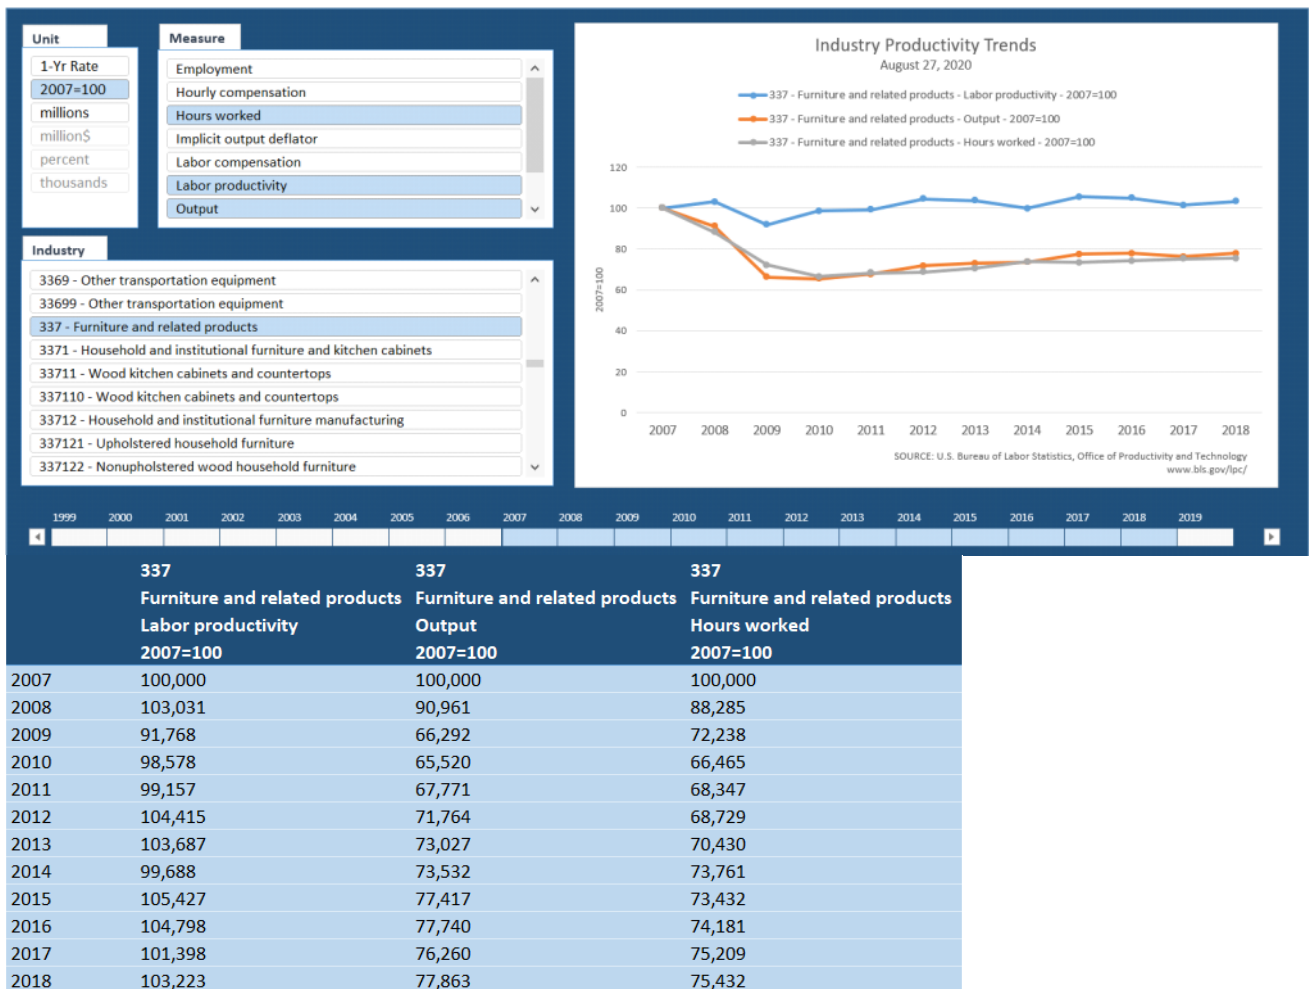 Unit
1-Yr Rate
2007=100
millions
million$
percent
thousands
Measure
Employment
Hourly compensation
Hours worked
Implicit output deflator
Labor compensation
Labor productivity
Output
Industry
3369 - Other transportation equipment
33699 - Other transportation equipment
337 - Furniture and related products
3371 - Household and institutional furniture and kitchen cabinets
33711 - Wood kitchen cabinets and countertops
337110 - Wood kitchen cabinets and countertops
33712 - Household and institutional furniture manufacturing
337121 - Upholstered household furniture
337122 - Nonupholstered wood household furniture
Industry Productivity Trends
August 27, 2020
337 - Furniture and related products - Labor productivity - 2007=100
337 - Furniture and related products - Output - 2007=100
337 - Furniture and related products - Hours worked - 2007=100
120
100
80
60
40
20
0
2007=100
2007 2008 2009 2010 2011 2012 2013 2014 2015 2016 2017 2018
SOURCE: U.S. Bureau of Labor Statistics, Office of Productivity and Technology
www.bls.gov/lpc/
1999 2000 2001 2002 2003 2004 2005 2006 2007 2008 2009 2010 2011 2012 2013 2014 2015 2016 2017 2018 2019
337 337 337
Furniture and related products Furniture and related products Furniture and related products
Labor productivity Output Hours worked
2007=100 2007=100 2007=100
2007 100,000 100,000 100,000
2008 103,031 90,961 88,285
2009 91,768 66,292 72,238
2010 98,578 65,520 66,465
2011 99,157 67,771 68,347
2012 104,415 71,764 68,729
2013 103,687 73,027 70,430
2014 99,688 73,532 73,761
2015 105,427 77,417 73,432
2016 104,798 77,740 74,181
2017 101,398 76,260 75,209
2018 103,223 77,863 75,432